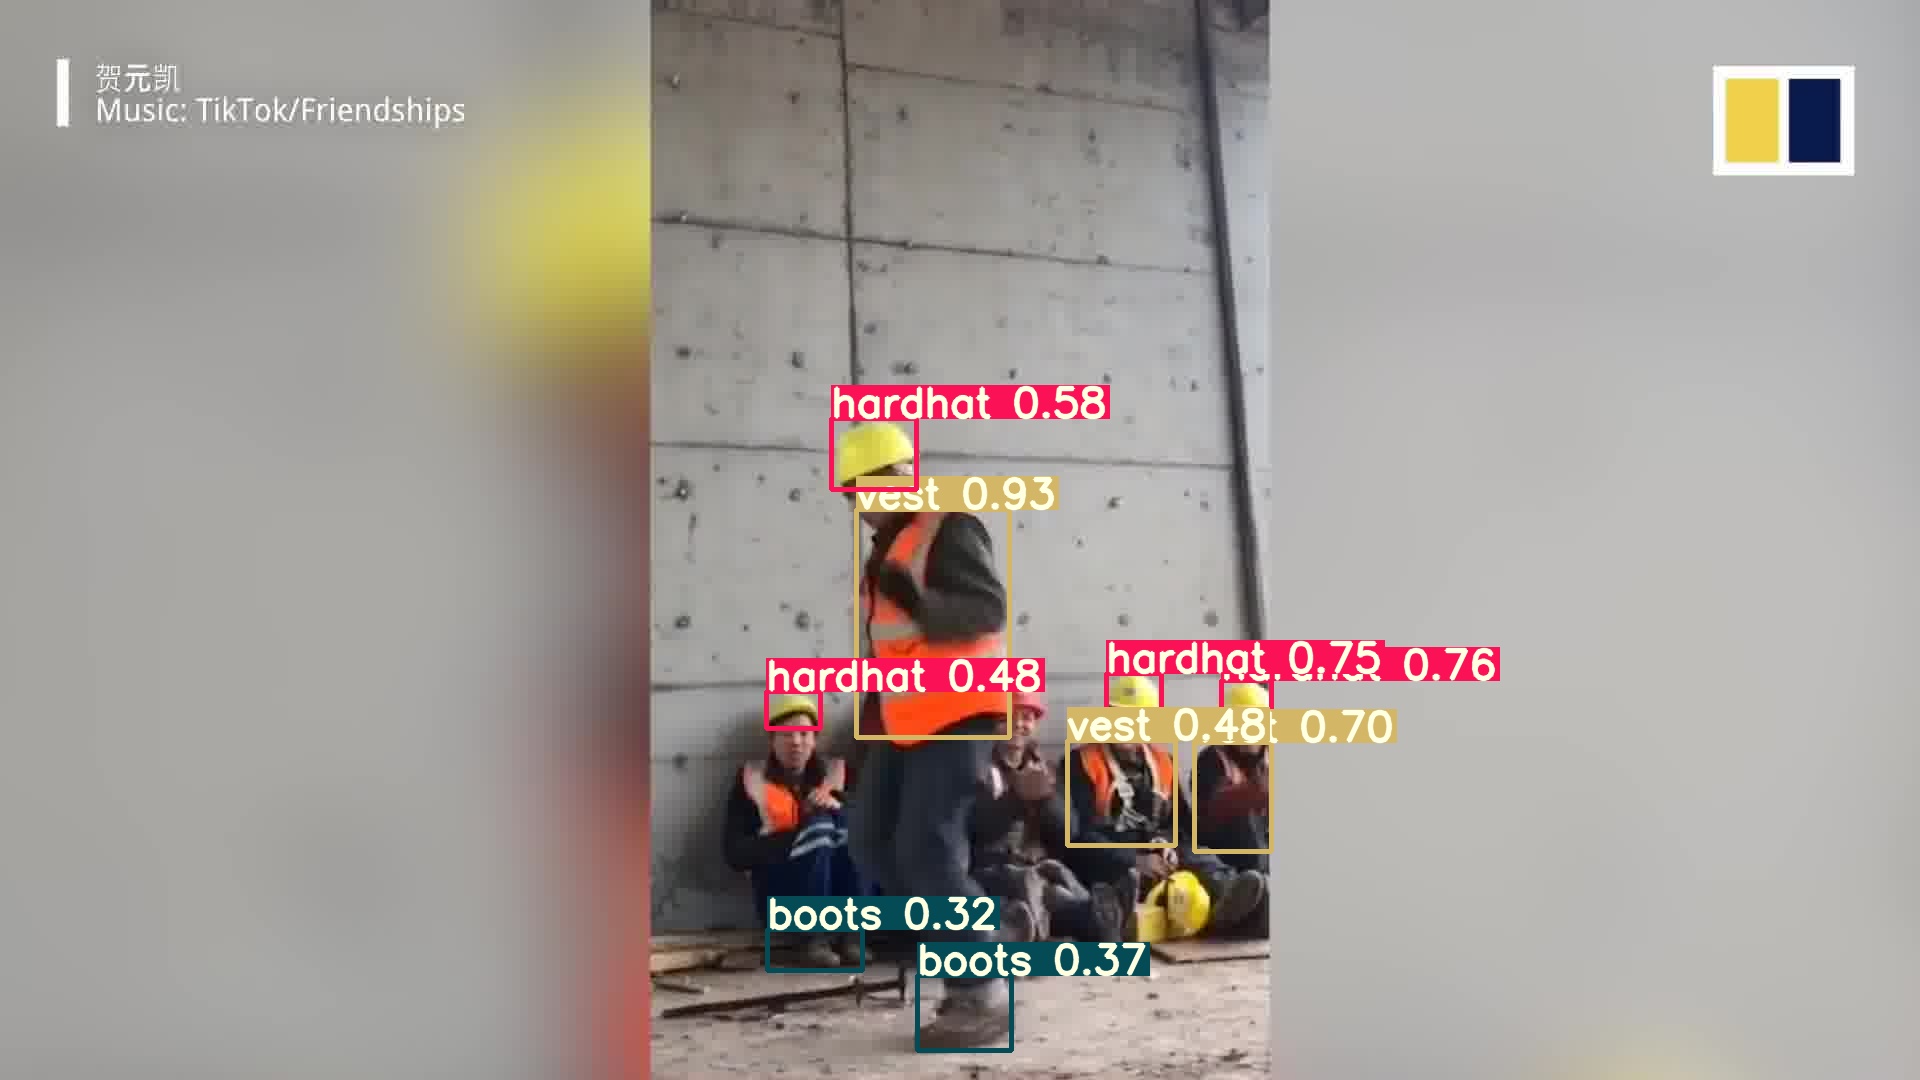 贺元凯
Music: TikTok/Friendships
hardhat 0.58
vest 0.93
hardhat 0.75
0.76
hardhat 0.48
vest 0.48
0.70
boots 0.32
boots 0.37